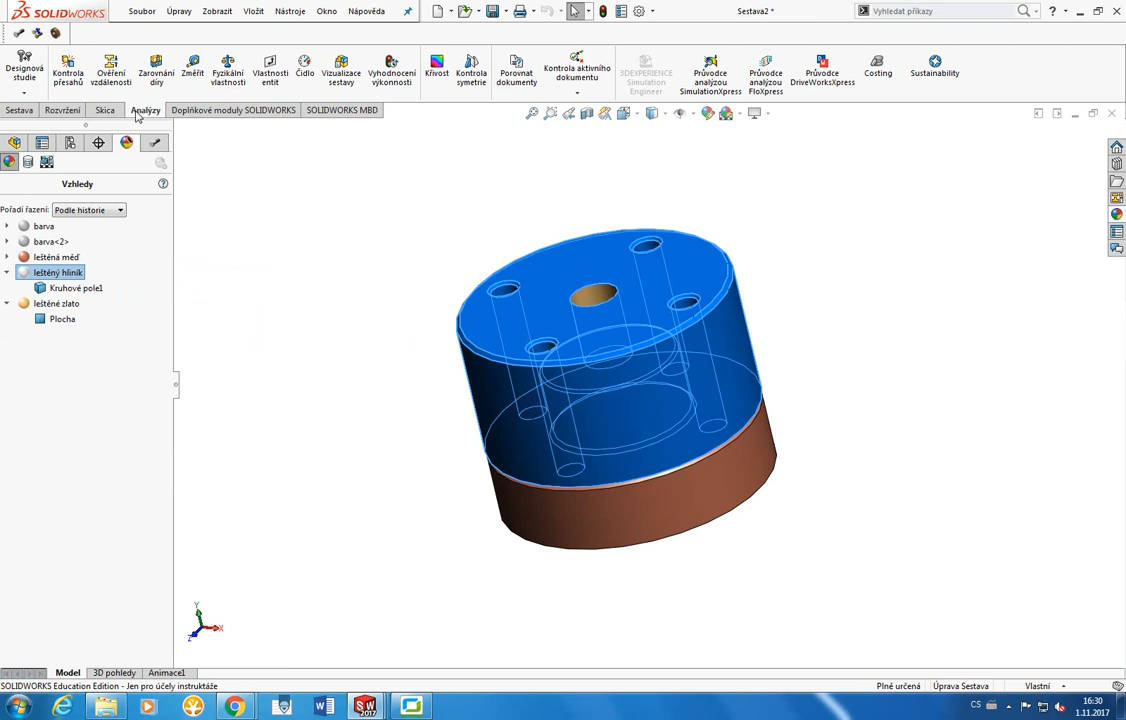 SOLIDWORKS
Soubor Úpravy Zobrazit Vložit Nástroje Okno Nápověda
Sestava2 *
Vyhledat příkazy
Designová studie
Kontrola přesahů
Ověření vzdálenosti
Zarovnání díry
Změřit
Fyzikální vlastnosti
Vlastnosti entit
Čidlo
Vizualizace sestavy
Vyhodnocení výkonnosti
Křivost
Kontrola symetrie
Porovnat dokumenty
Kontrola aktivního dokumentu
3DEXPERIENCE Simulation Engineer
Průvodce analýzou SimulationXpress
Průvodce analýzou FloXpress
Průvodce DriveWorksXpress
Costing
Sustainability
Sestava Rozvržení Skica Analýzy Doplňkové moduly SOLIDWORKS SOLIDWORKS MBD
Vzhledy
Pořadí řazení: Podle historie
barva
barva<2>
leštěná měď
leštěný hliník
Kruhové pole1
leštěné zlato
Plocha
Y
X
Z
Model 3D pohledy Animace1
SOLIDWORKS Education Edition - Jen pro účely instruktáže
Plně určená Úprava Sestava Vlastní
SW
2017
CS
16:30
1.11.2017